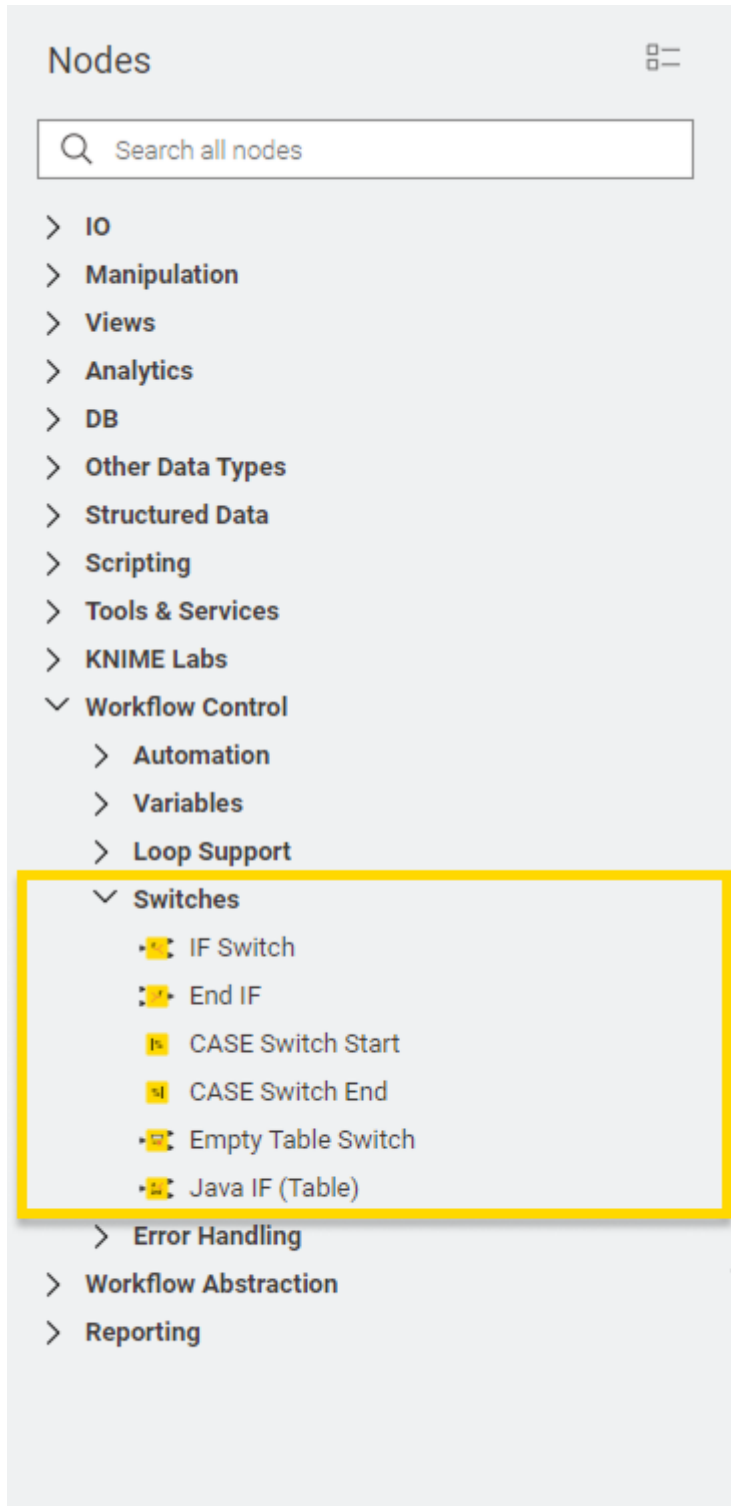 Nodes
Search all nodes
IO
Manipulation
Views
Analytics
DB
Other Data Types
Structured Data
Scripting
Tools & Services
KNIME Labs
Workflow Control
Automation
Variables
Loop Support
Switches
IF Switch
End IF
CASE Switch Start
CASE Switch End
Empty Table Switch
Java IF (Table)
Error Handling
Workflow Abstraction
Reporting